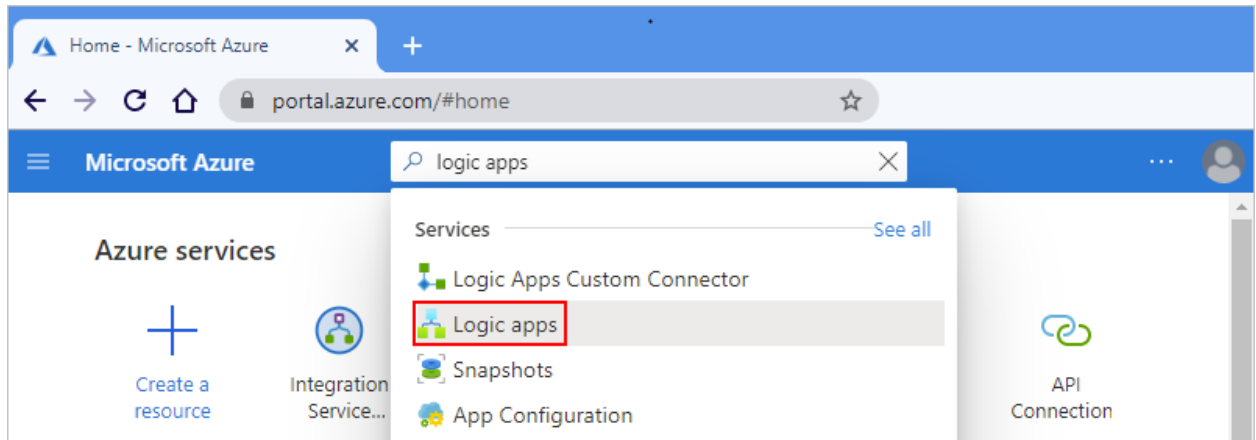 Home - Microsoft Azure
portal.azure.com/#home
Microsoft Azure
logic apps
Services
See all
Azure services
Logic Apps Custom Connector
Logic apps
Snapshots
App Configuration
Create a
resource
Integration
Service...
API
Connection